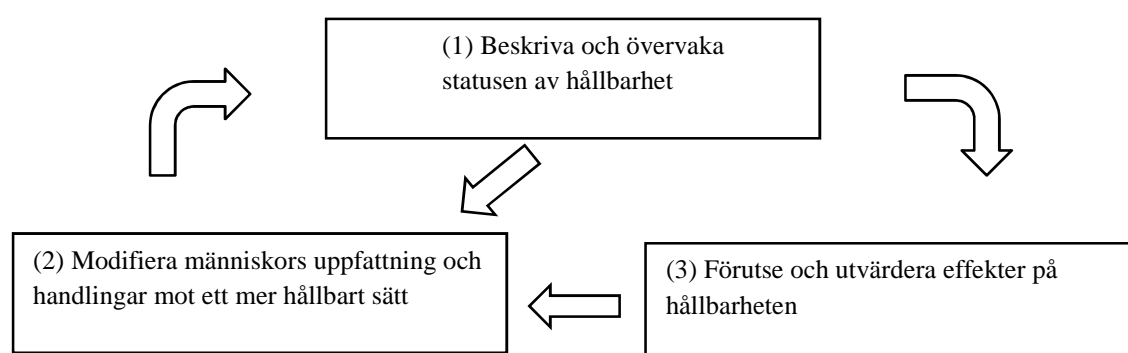 (1) Beskriva och övervaka
statusen av hållbarhet
(2) Modifiera människors uppfattning och
handlingar mot ett mer hållbart sätt
(3) Förutse och utvärdera effekter på
hållbarheten